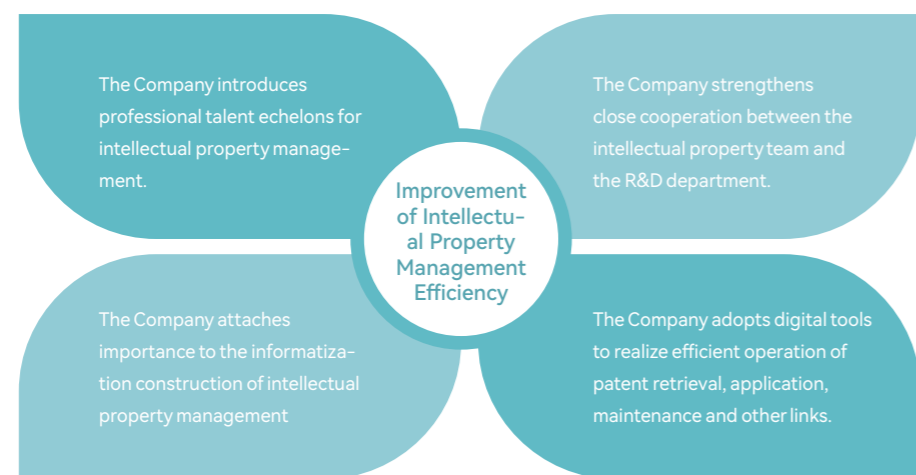 The Company introduces
professional talent echelons for
intellectual property manage-
ment.
The Company strengthens
close cooperation between the
intellectual property team and
the R&D department.
Improvement
of Intellectu-
al Property
Management
Efficiency
The Company attaches
importance to the informatiza-
tion construction of intellectual
property management
The Company adopts digital tools
to realize efficient operation of
patent retrieval, application,
maintenance and other links.